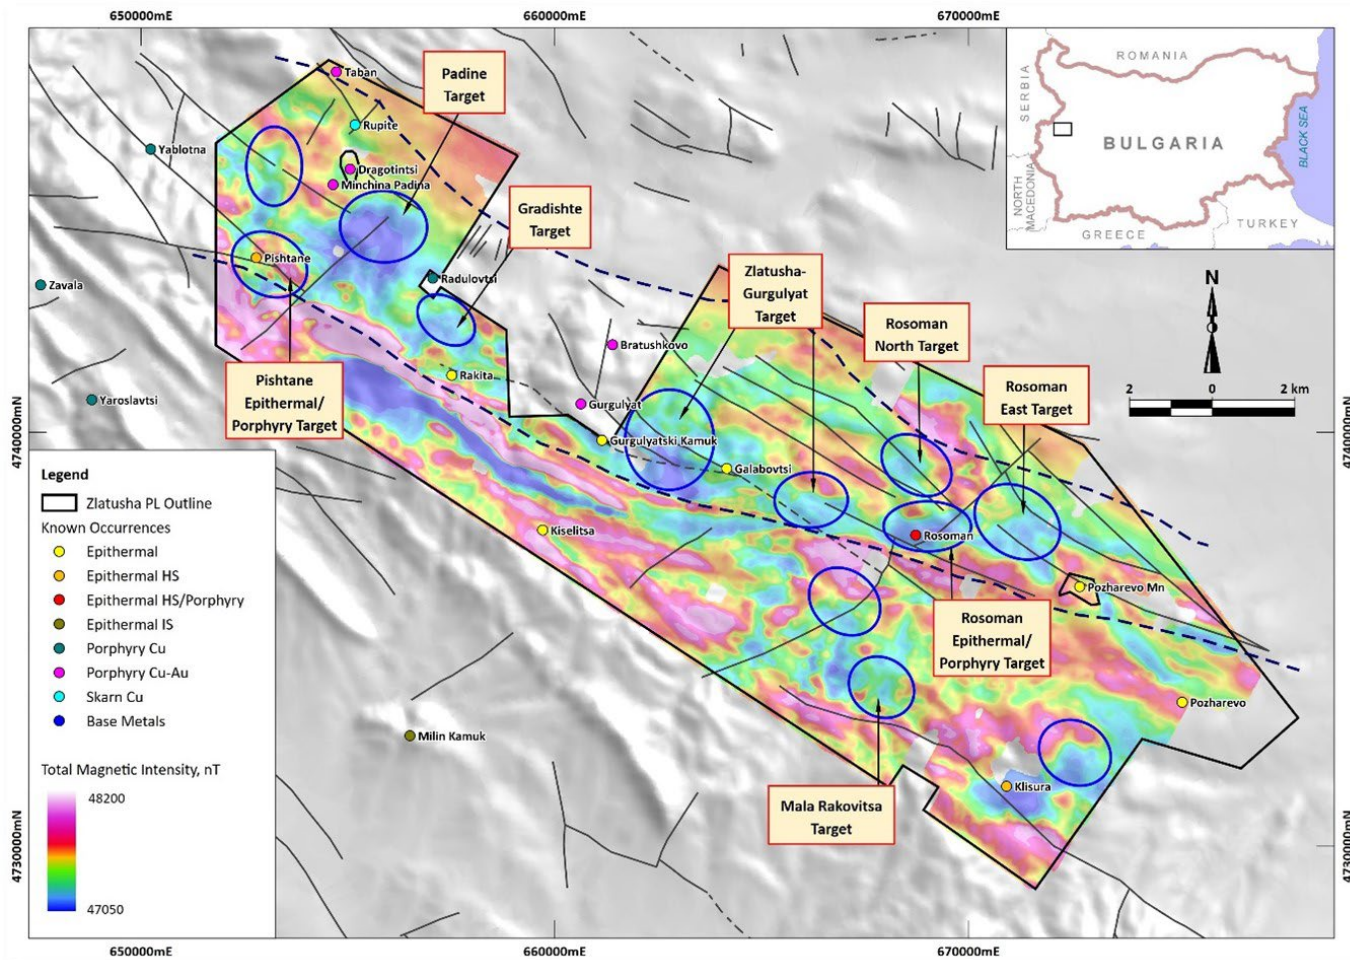 650000mE
660000mE
670000mE
ROMANIA
SERBIA
BULGARIA
BLACK SEA
NORTH
MACEDONIA
GREECE
TURKEY
Taban
Padine
Target
Rupite
Yablotna
Dragotintsi
Minchina Padina
Gradishte
Target
Pishtane
Radulovtsi
Zavala
Zlatusha-
Gurgulyat
Target
N
Rosoman
North Target
Bratushkovo
Rakita
Pishtane
Epithermal/
Porphyry Target
Rosoman
East Target
2 0 2 km
Yaroslavtsi
Gurgulyat
4740000mN
4740000mN
Gurgulyatski Kamuk
Galabovtsi
Kiselitsa
Rosoman
Pozharevo Mn
Rosoman
Epithermal/
Porphyry Target
Pozharevo
Milin Kamuk
Klisura
Mala Rakovitsa
Target
Legend
Zlatusha PL Outline
Known Occurrences
Epithermal
Epithermal HS
Epithermal HS/Porphyry
Epithermal IS
Porphyry Cu
Porphyry Cu-Au
Skarn Cu
Base Metals
Total Magnetic Intensity, nT
48200
47050
4730000mN
4730000mN
650000mE
660000mE
670000mE